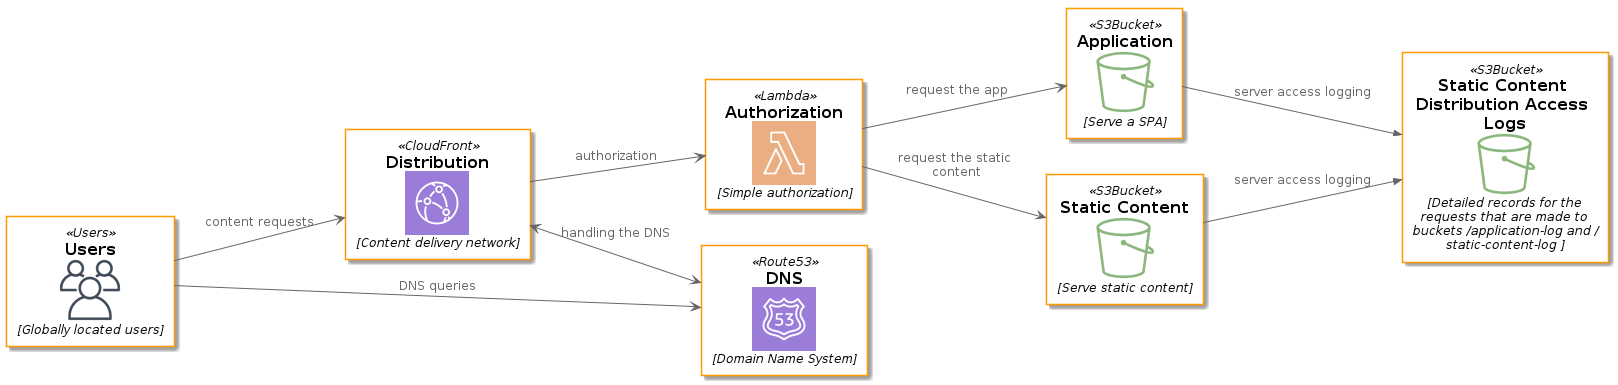 «Users»
Users
[Globally located users]
content requests
DNS queries
«CloudFront»
Distribution
[Content delivery network]
authorization
handling the DNS
«Lambda»
Authorization
[Simple authorization]
«Route53»
DNS
53
[Domain Name System]
request the app
request the static
content
«S3Bucket»
Application
[Serve a SPA]
«S3Bucket»
Static Content
[Serve static content]
server access logging
server access logging
«S3Bucket»
Static Content
Distribution Access
Logs
[Detailed records for the
requests that are made to
buckets /application-log and /
static-content-log ]